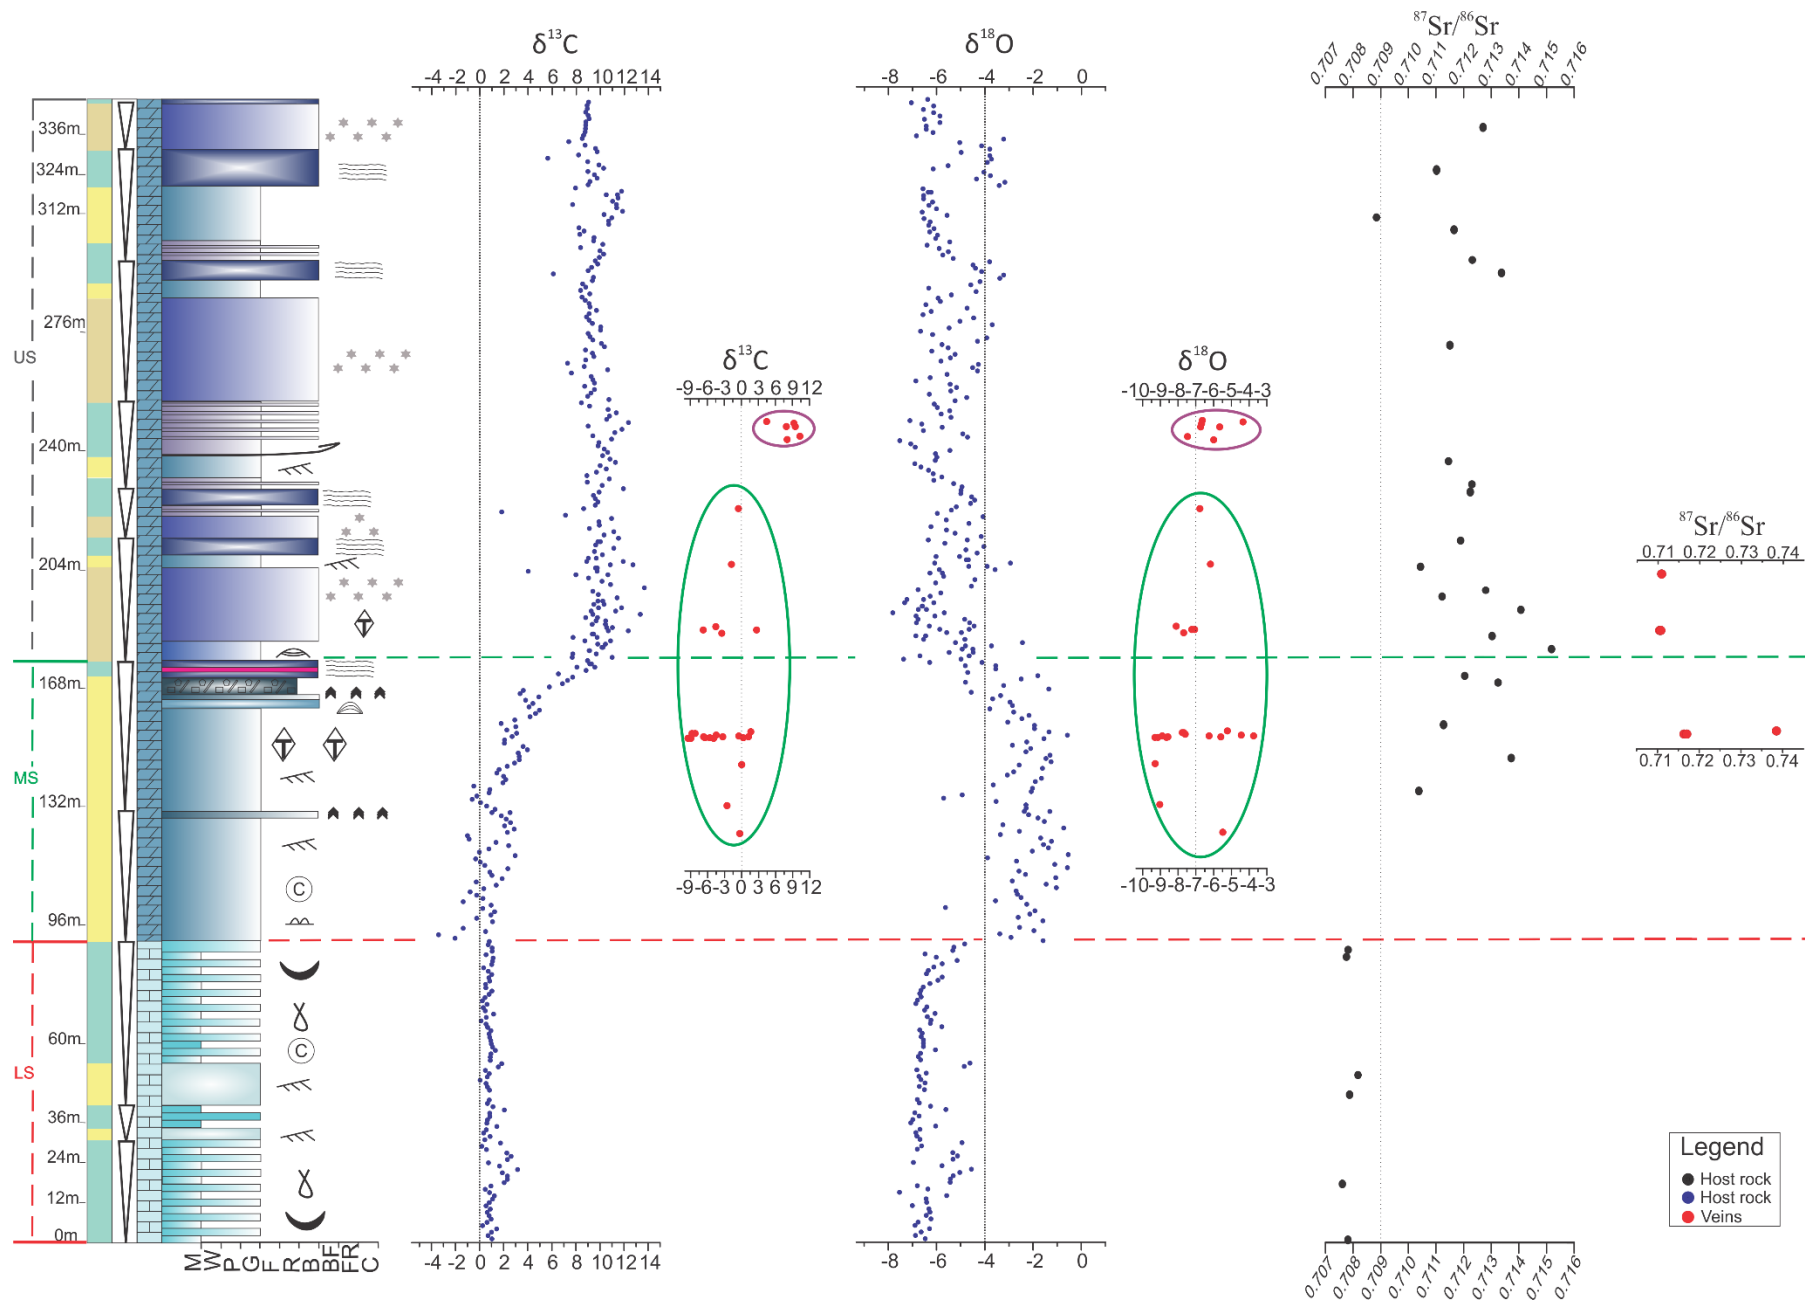 δ¹³C
δ¹⁸O
⁸⁷Sr/⁸⁶Sr
-4 -2 0 2 4 6 8 10 12 14
-8 -6 -4 -2 0
0.707 0.708 0.709 0.710 0.711 0.712 0.713 0.714 0.715 0.716
336m
324m
312m
276m
US
δ¹³C
δ¹⁸O
-9 -6 -3 0 3 6 9 12
-10 -9 -8 -7 -6 -5 -4 -3
240m
⁸⁷Sr/⁸⁶Sr
0.71 0.72 0.73 0.74
204m
T
168m
T T
0.71 0.72 0.73 0.74
MS
132m
-9 -6 -3 0 3 6 9 12
-10 -9 -8 -7 -6 -5 -4 -3
C
96m
60m
C
LS
36m
24m
12m
0m
Legend
Host rock
Host rock
Veins
M W P G F R B BF FR C
-4 -2 0 2 4 6 8 10 12 14
-8 -6 -4 -2 0
0.707 0.708 0.709 0.710 0.711 0.712 0.713 0.714 0.715 0.716